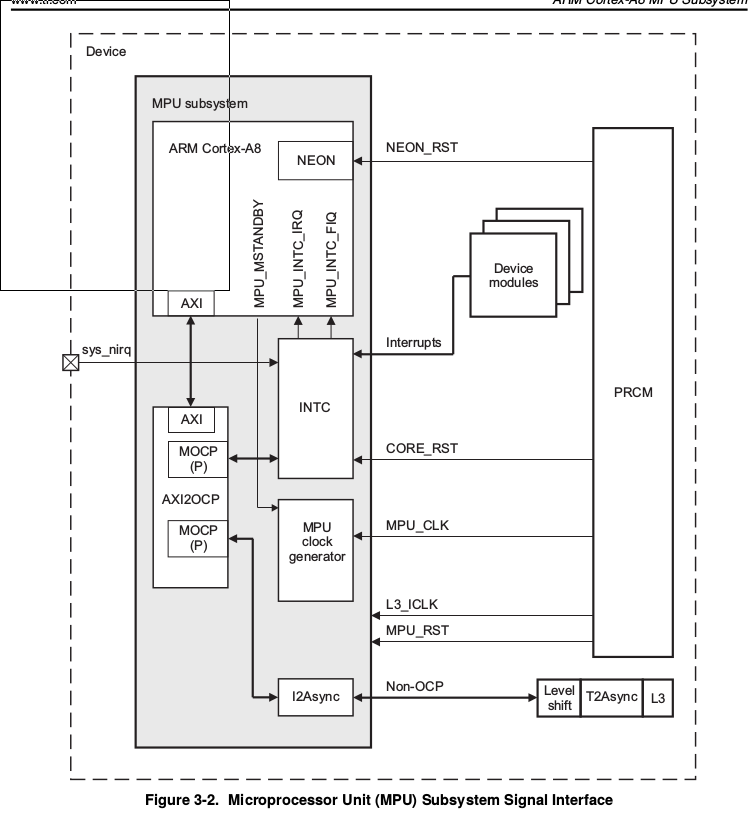 www.ti.com
ARM Cortex-A8 MPU Subsystem
Device
MPU subsystem
ARM Cortex-A8
NEON
NEON_RST
MPU_MSTANDBY
MPU_INTC_IRQ
MPU_INTC_FIQ
Device
modules
AXI
sys_nirq
Interrupts
PRCM
INTC
AXI
MOCP
(P)
CORE_RST
AXI2OCP
MOCP
(P)
MPU
clock
generator
MPU_CLK
L3_ICLK
MPU_RST
I2Async
Non-OCP
Level
shift
T2Async
L3
Figure 3-2. Microprocessor Unit (MPU) Subsystem Signal Interface